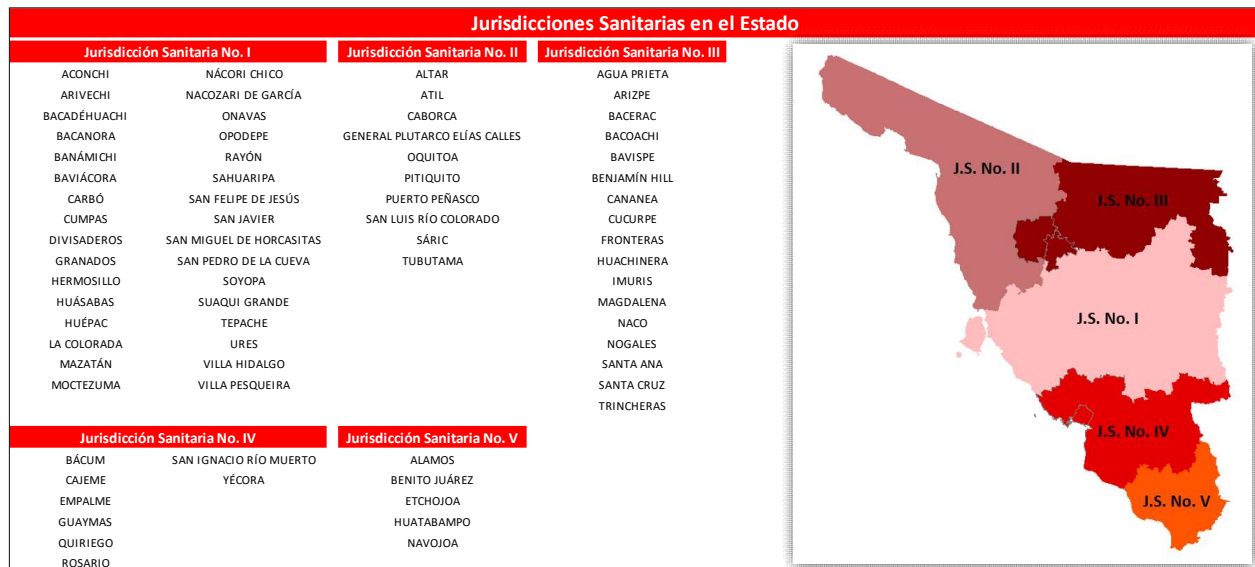 Jurisdicciones Sanitarias en el Estado
Jurisdicción Sanitaria No. I
ACONCHI
ARIVECHI
BACADÉHUACHI
BACANORA
BANÁMICHI
BAVIÁCORA
CARBÓ
CUMPAS
DIVISADEROS
GRANADOS
HERMOSILLO
HUÁSABAS
HUÉPAC
LA COLORADA
MAZATÁN
MOCTEZUMA
NÁCORI CHICO
NACOZARI DE GARCÍA
ONAVAS
OPODEPE
RAYÓN
SAHUARIPA
SAN FELIPE DE JESÚS
SAN JAVIER
SAN MIGUEL DE HORCASITAS
SAN PEDRO DE LA CUEVA
SOYOPA
SUAQUI GRANDE
TEPACHE
URES
VILLA HIDALGO
VILLA PESQUEIRA
Jurisdicción Sanitaria No. II
ALTAR
ATIL
CABORCA
GENERAL PLUTARCO ELÍAS CALLES
OQUITOA
PITIQUITO
PUERTO PEÑASCO
SAN LUIS RÍO COLORADO
SÁRIC
TUBUTAMA
Jurisdicción Sanitaria No. III
AGUA PRIETA
ARIZPE
BACERAC
BACOACHI
BAVISPE
BENJAMÍN HILL
CANANEA
CUCURPE
FRONTERAS
HUACHINERA
IMURIS
MAGDALENA
NACO
NOGALES
SANTA ANA
SANTA CRUZ
TRINCHERAS
Jurisdicción Sanitaria No. IV
BÁCUM
CAJEME
EMPALME
GUAYMAS
QUIRIEGO
ROSARIO
SAN IGNACIO RÍO MUERTO
YÉCORA
Jurisdicción Sanitaria No. V
ALAMOS
BENITO JUÁREZ
ETCHOJOA
HUATABAMPO
NAVOJOA
J.S. No. II
J.S. No. III
J.S. No. I
J.S. No. IV
J.S. No. V